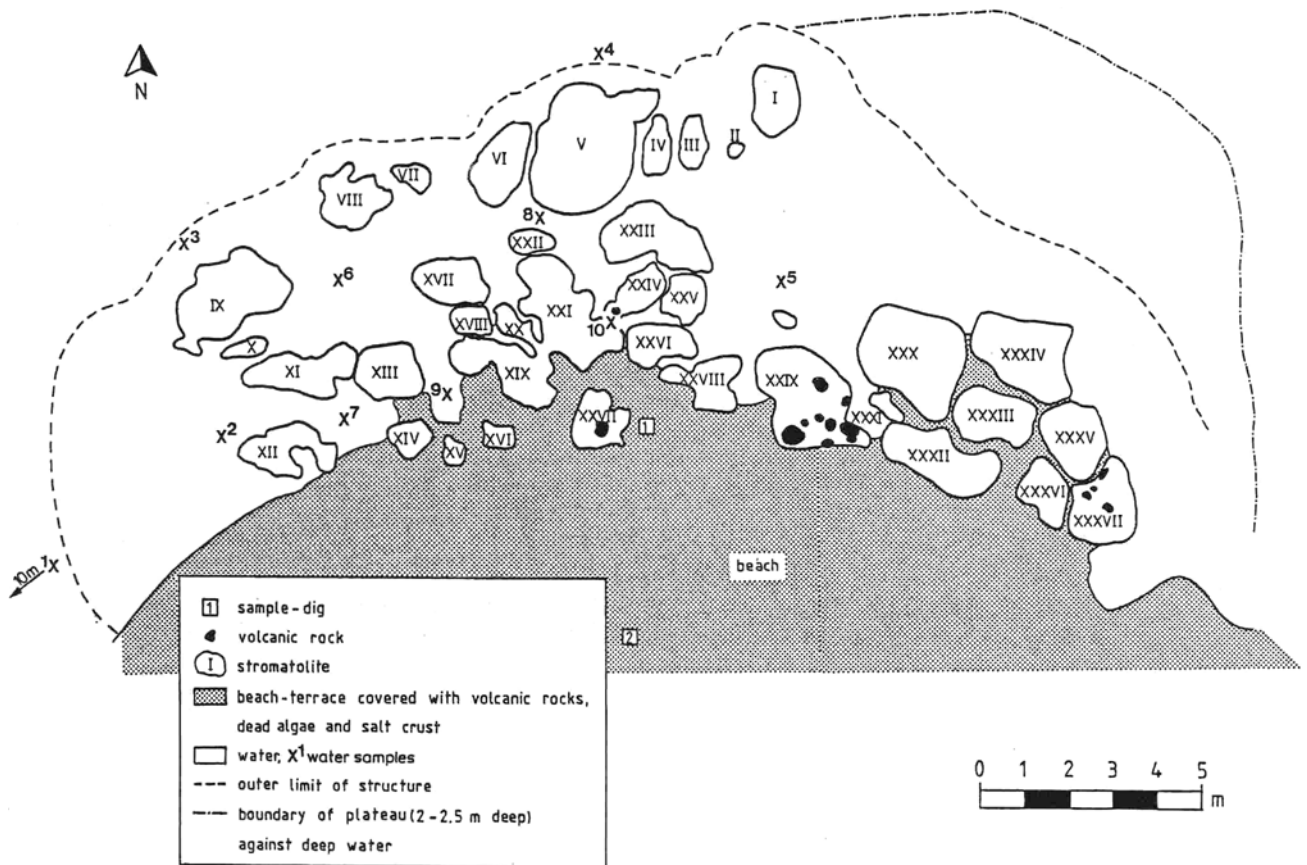 X4
N
I
II
V
IV
III
VI
VII
VIII
8X
X3
XXII
XXIII
X6
XVII
XXIV
X5
IX
XXI
XXV
XVIII
XX
10X
X
XXVI
XXX
XXXIV
XI
XIII
XIX
XXVIII
XXIX
9X
X7
XXVII
XXXI
XXXIII
X2
XIV
1
XII
XV
XVI
XXXII
XXXV
XXXVI
XXXVII
10m 1X
beach
2
1 sample-dig
volcanic rock
I stromatolite
beach-terrace covered with volcanic rocks,
dead algae and salt crust
water, X1 water samples
outer limit of structure
boundary of plateau (2-2,5 m deep)
against deep water
0 1 2 3 4 5
m